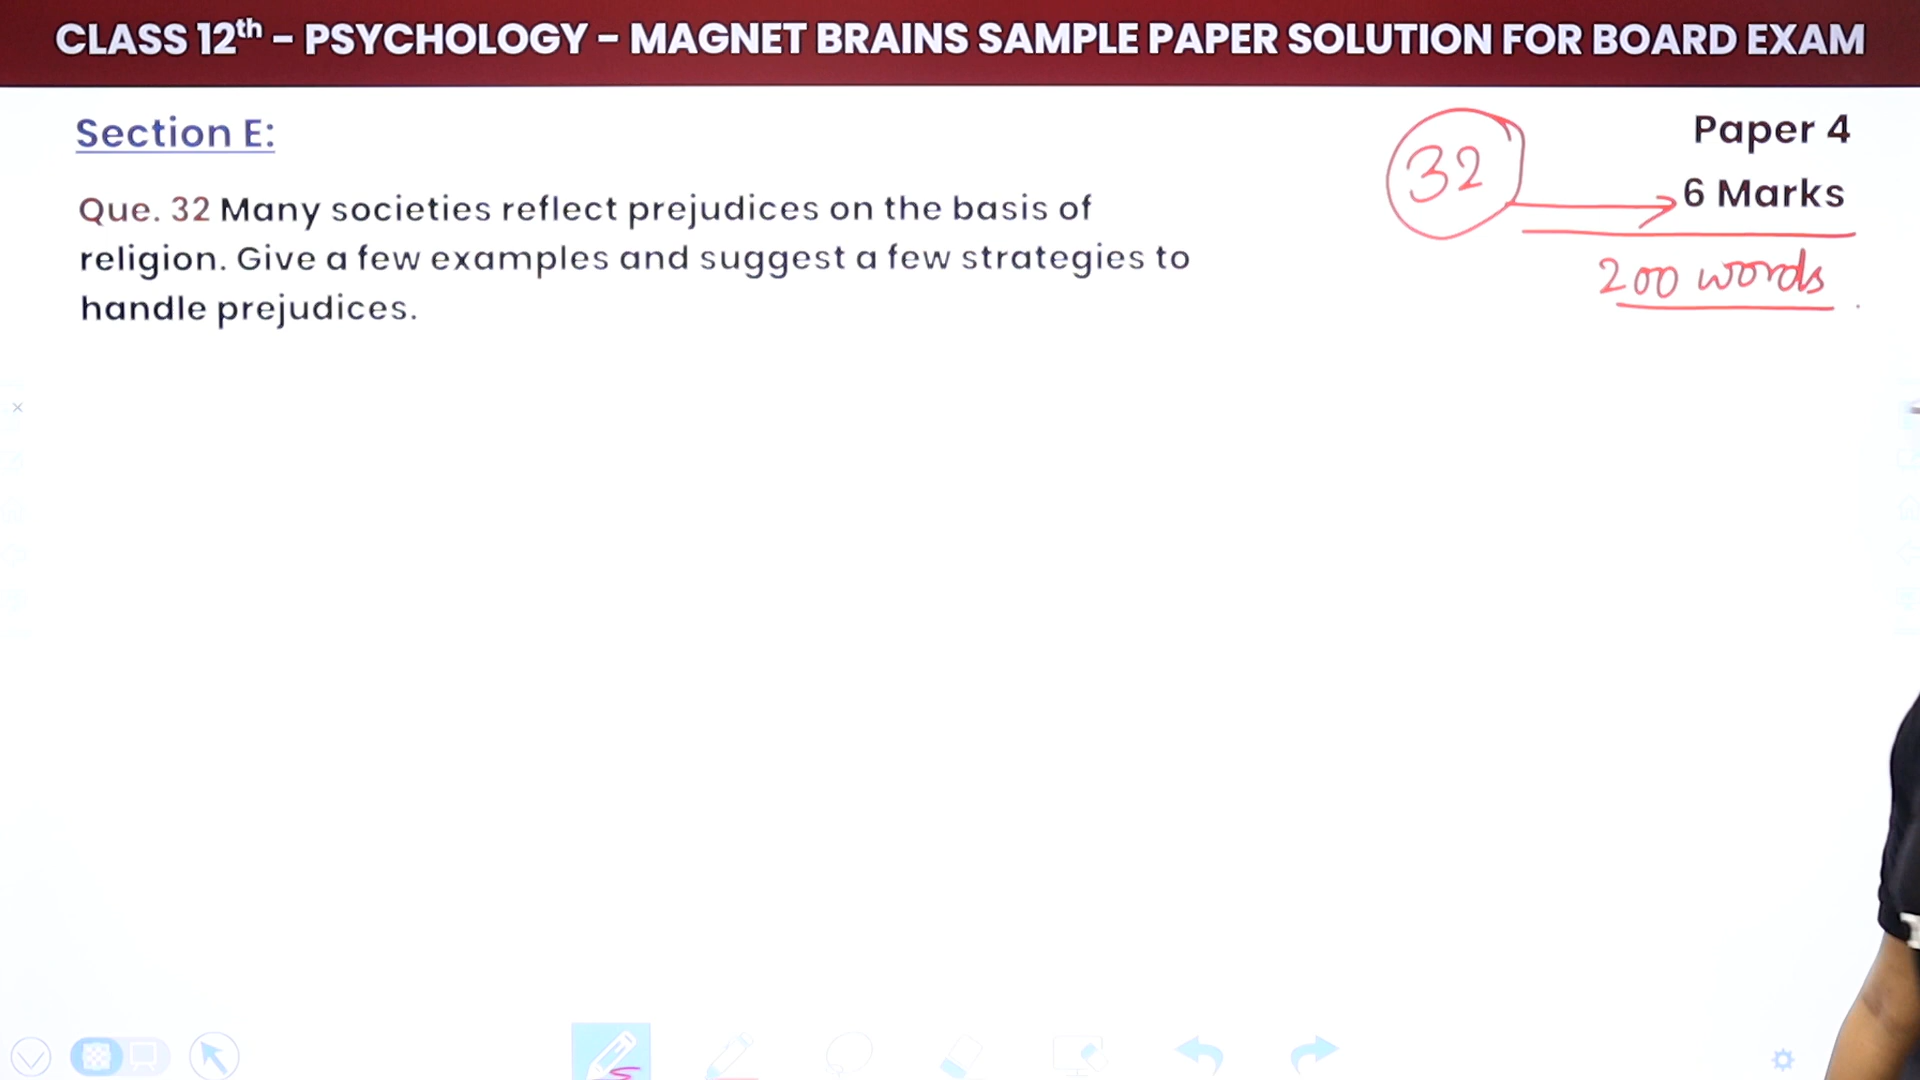 CLASS 12th – PSYCHOLOGY – MAGNET BRAINS SAMPLE PAPER SOLUTION FOR BOARD EXAM
Section E:
32
Paper 4
6 Marks
200 words
Que. 32 Many societies reflect prejudices on the basis of
religion. Give a few examples and suggest a few strategies to
handle prejudices.